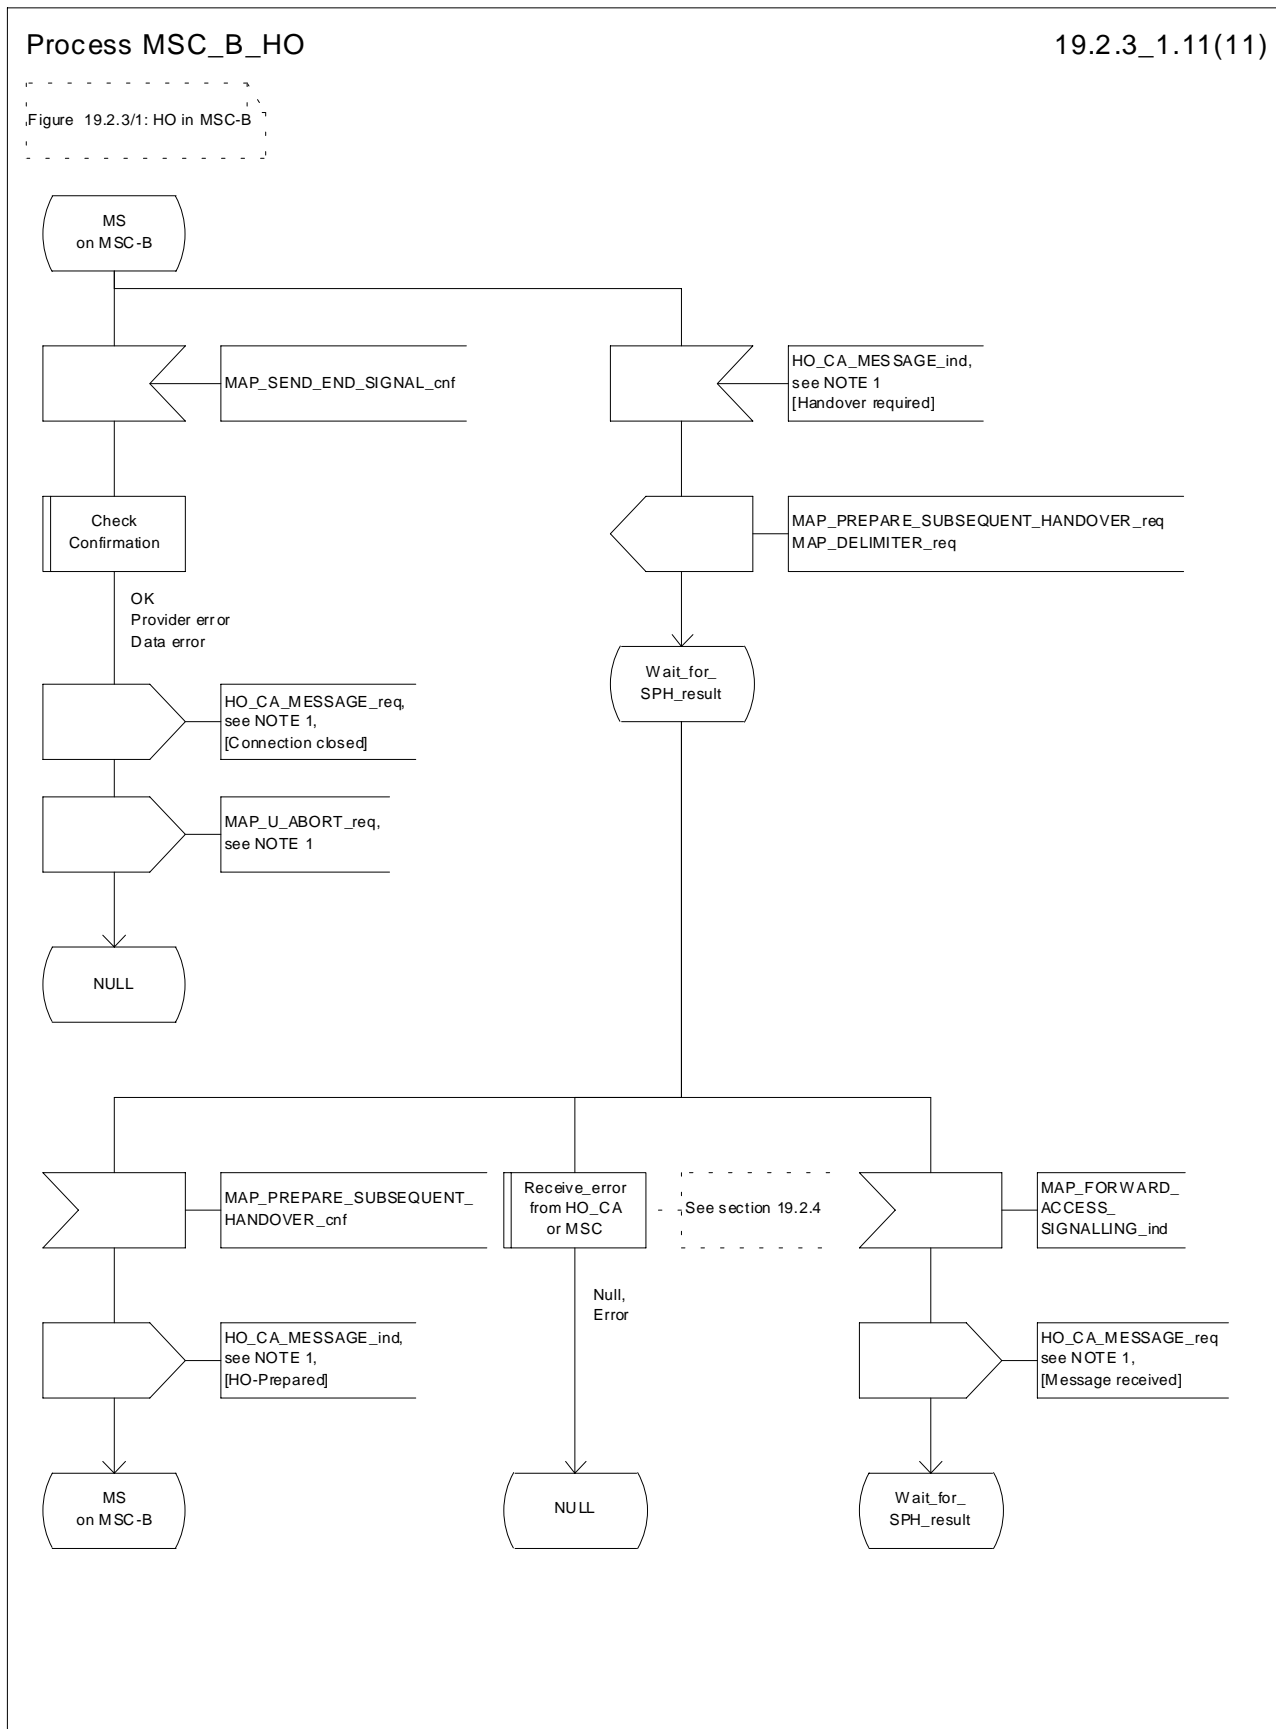 Process MSC_B_HO
19.2.3_1.11(11)
Figure 19.2.3/1: HO in MSC-B
MS
on MSC-B
MAP_SEND_END_SIGNAL_cnf
HO_CA_MESSAGE_ind,
see NOTE 1
[Handover required]
Check
Confirmation
MAP_PREPARE_SUBSEQUENT_HANDOVER_req
MAP_DELIMITER_req
OK
Provider error
Data error
Wait_for_
SPH_result
HO_CA_MESSAGE_req,
see NOTE 1,
[Connection closed]
MAP_U_ABORT_req,
see NOTE 1
NULL
MAP_PREPARE_SUBSEQUENT_
HANDOVER_cnf
Receive_error
from HO_CA
or MSC
See section 19.2.4
MAP_FORWARD_
ACCESS_
SIGNALLING_ind
Null,
Error
HO_CA_MESSAGE_ind,
see NOTE 1,
[HO-Prepared]
HO_CA_MESSAGE_req
see NOTE 1,
[Message received]
MS
on MSC-B
NULL
Wait_for_
SPH_result